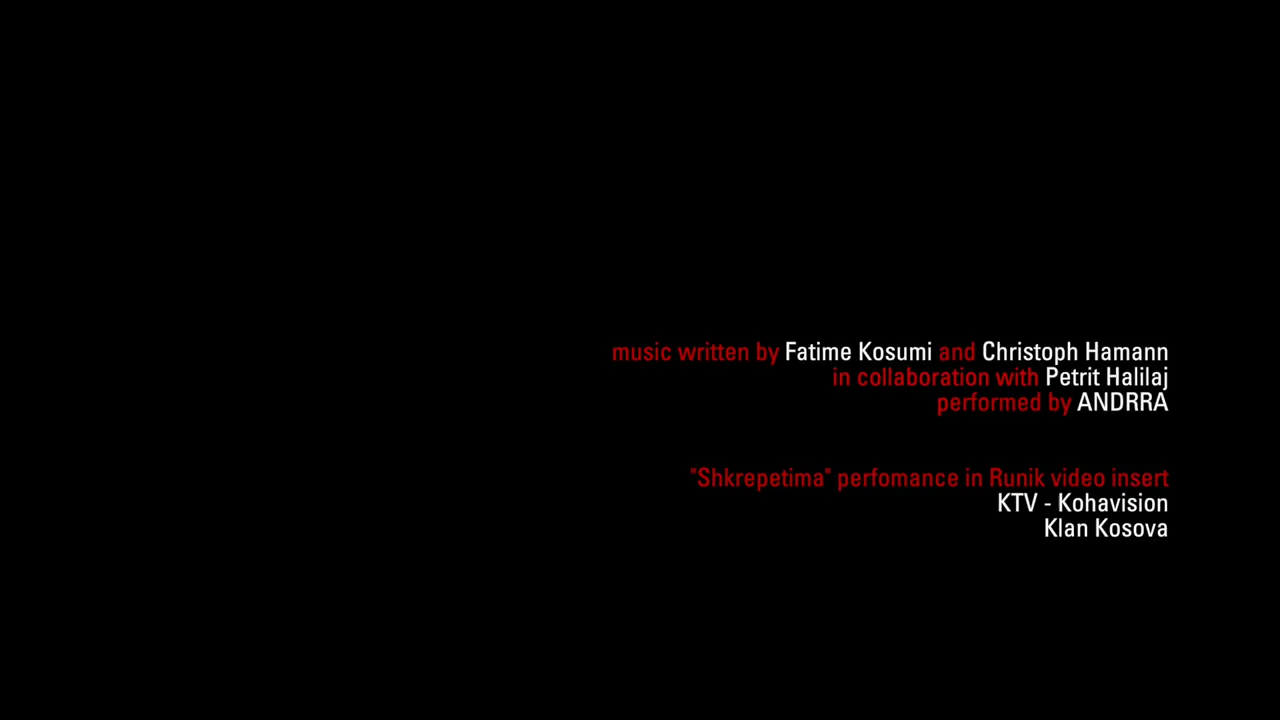 music written by Fatime Kosumi and Christoph Hamann
in collaboration with Petrit Halilaj
performed by ANDRRA
"Shkrepetima" perfomance in Runik video insert
KTV - Kohavision
Klan Kosova